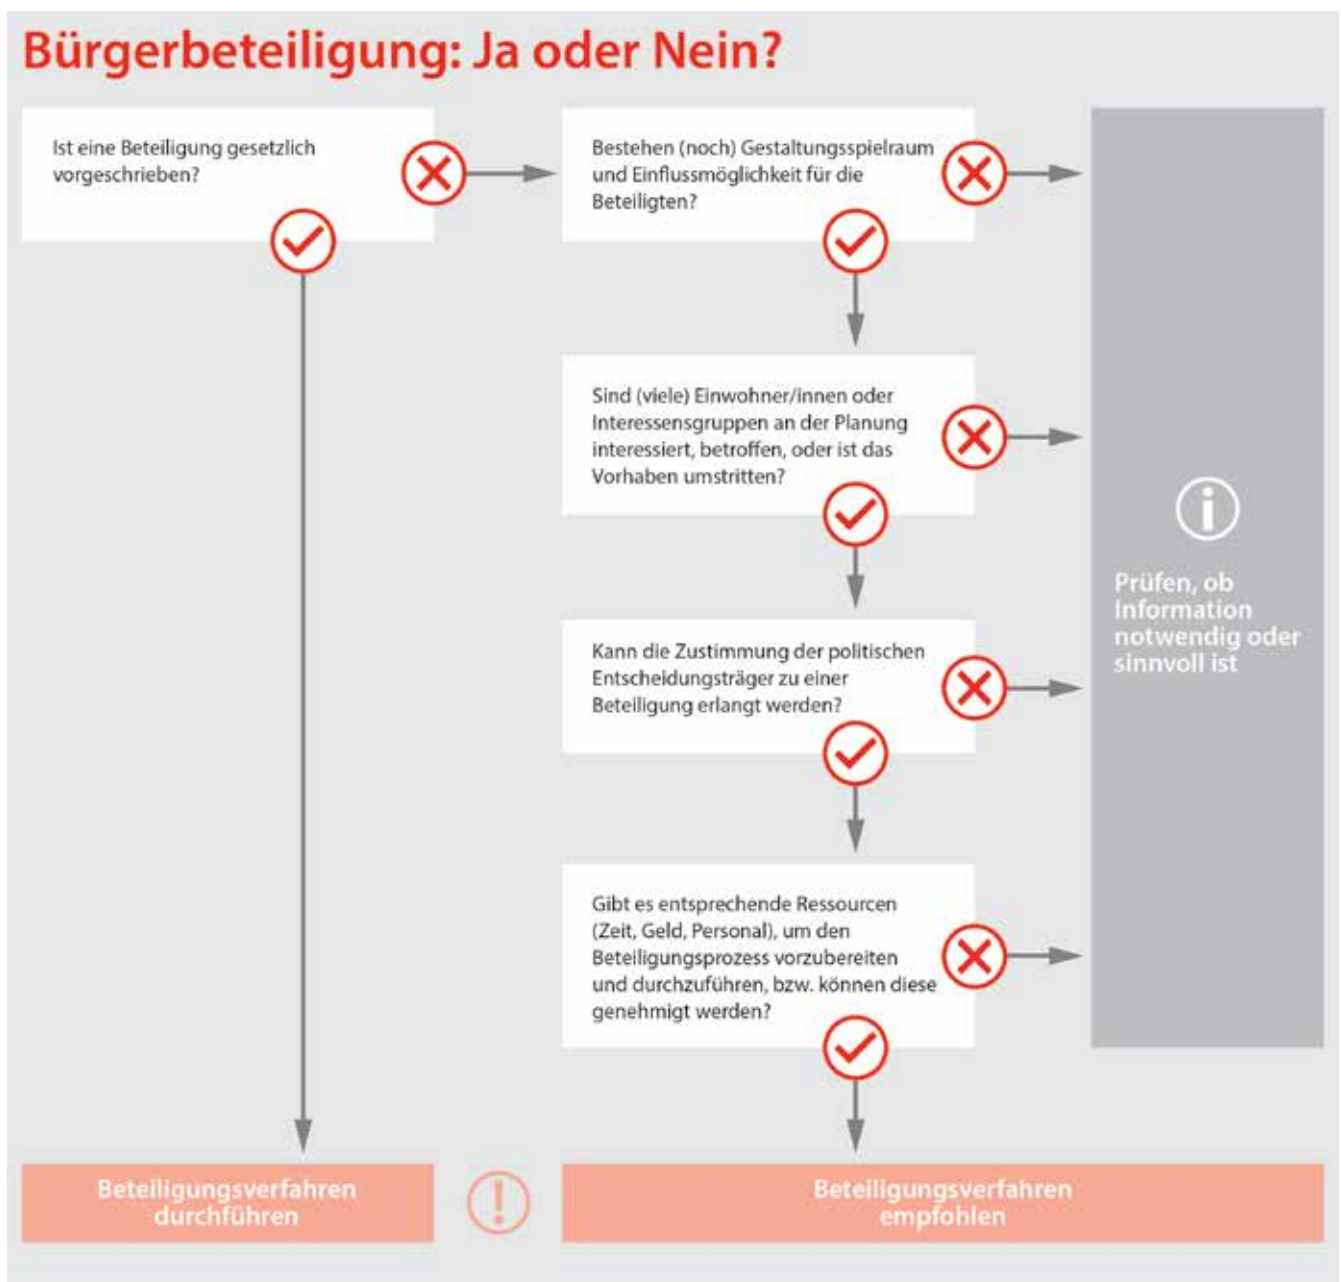 Bürgerbeteiligung: Ja oder Nein?
Ist eine Beteiligung gesetzlich
vorgeschrieben?
Bestehen (noch) Gestaltungsspielraum
und Einflussmöglichkeit für die
Beteiligten?
Sind (viele) Einwohner/innen oder
Interessensgruppen an der Planung
interessiert, betroffen, oder ist das
Vorhaben umstritten?
Kann die Zustimmung der politischen
Entscheidungsträger zu einer
Beteiligung erlangt werden?
Gibt es entsprechende Ressourcen
(Zeit, Geld, Personal), um den
Beteiligungsprozess vorzubereiten
und durchzuführen, bzw. können diese
genehmigt werden?
Prüfen, ob
Information
notwendig oder
sinnvoll ist
Beteiligungsverfahren
durchführen
Beteiligungsverfahren
empfohlen